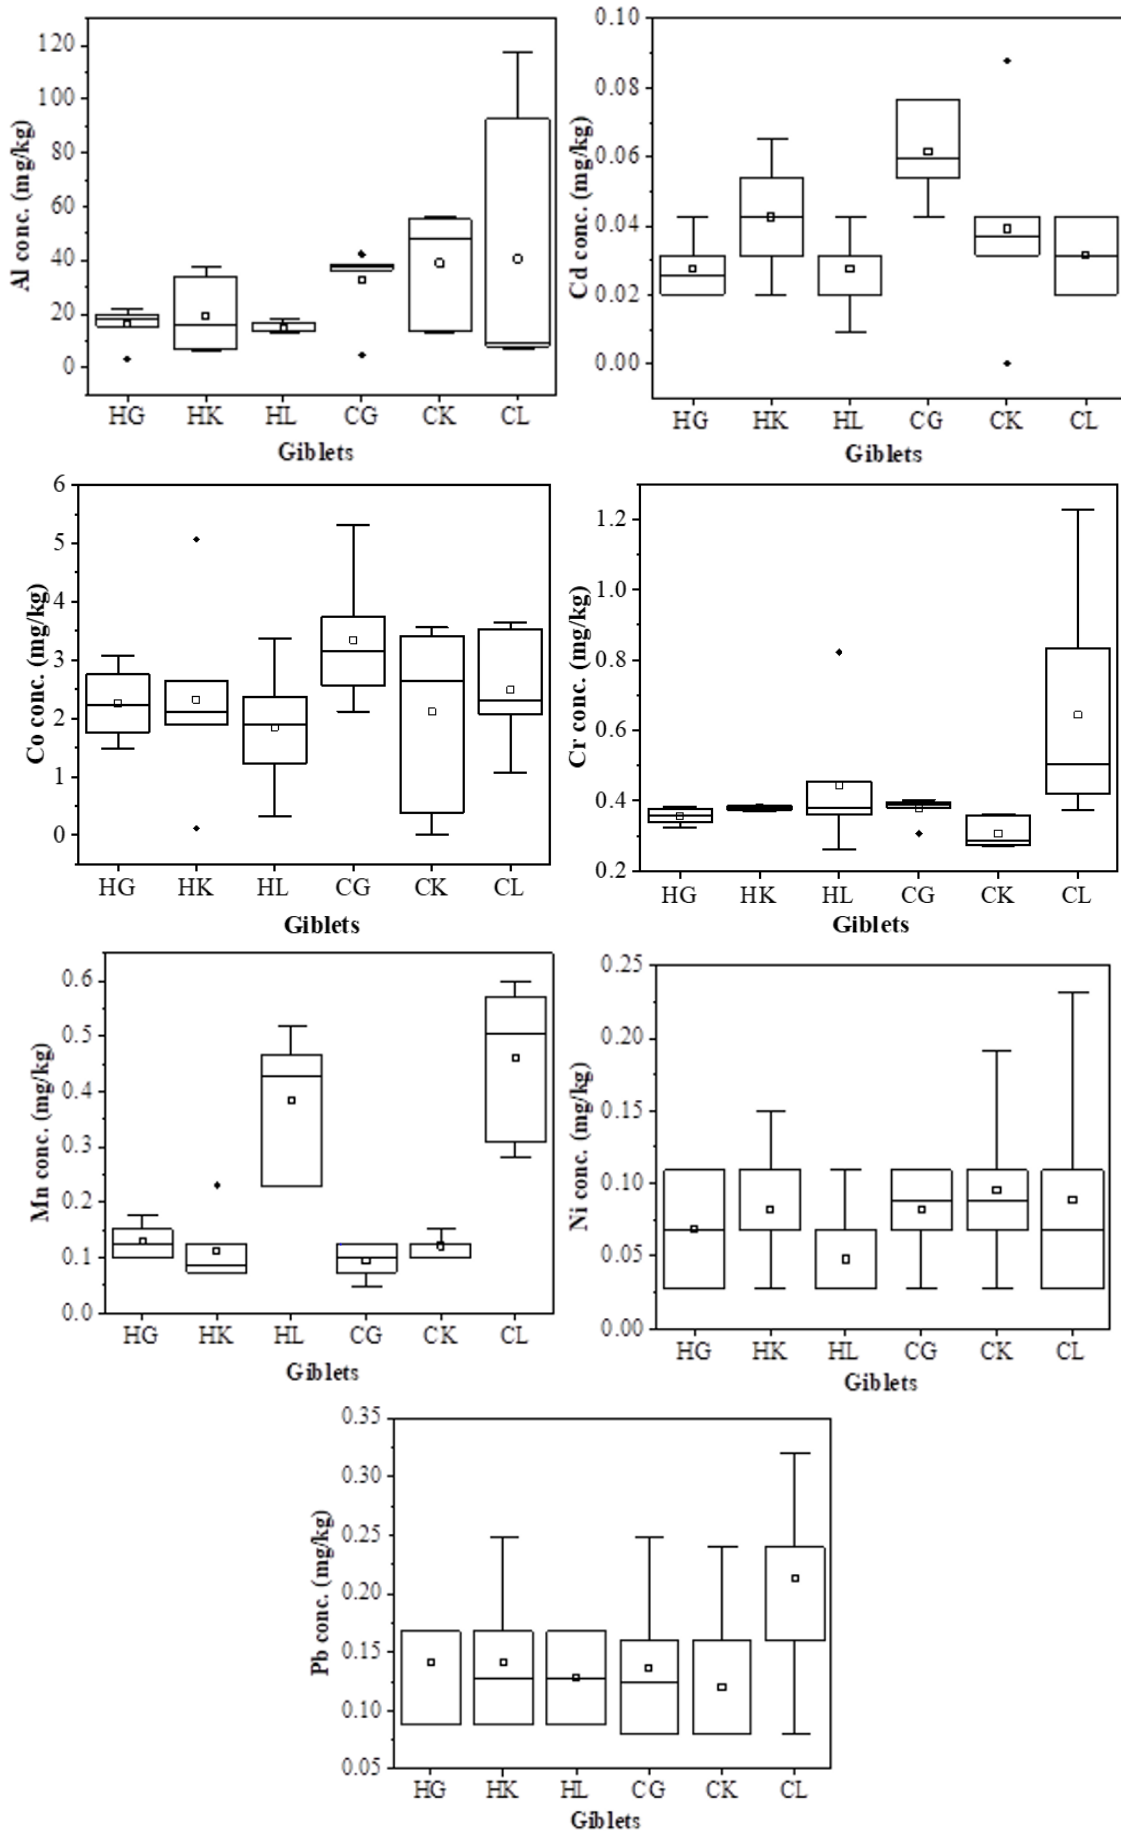 Al conc. (mg/kg)
120
100
80
60
40
20
0
HG HK HL CG CK CL
Giblets
Cd conc. (mg/kg)
0.10
0.08
0.06
0.04
0.02
0.00
HG HK HL CG CK CL
Giblets
Co conc. (mg/kg)
6
5
4
3
2
1
0
HG HK HL CG CK CL
Giblets
Cr conc. (mg/kg)
1.2
1.0
0.8
0.6
0.4
0.2
HG HK HL CG CK CL
Giblets
Mn conc. (mg/kg)
0.6
0.5
0.4
0.3
0.2
0.1
0.0
HG HK HL CG CK CL
Giblets
Ni conc. (mg/kg)
0.25
0.20
0.15
0.10
0.05
0.00
HG HK HL CG CK CL
Giblets
Pb conc. (mg/kg)
0.35
0.30
0.25
0.20
0.15
0.10
0.05
HG HK HL CG CK CL
Giblets